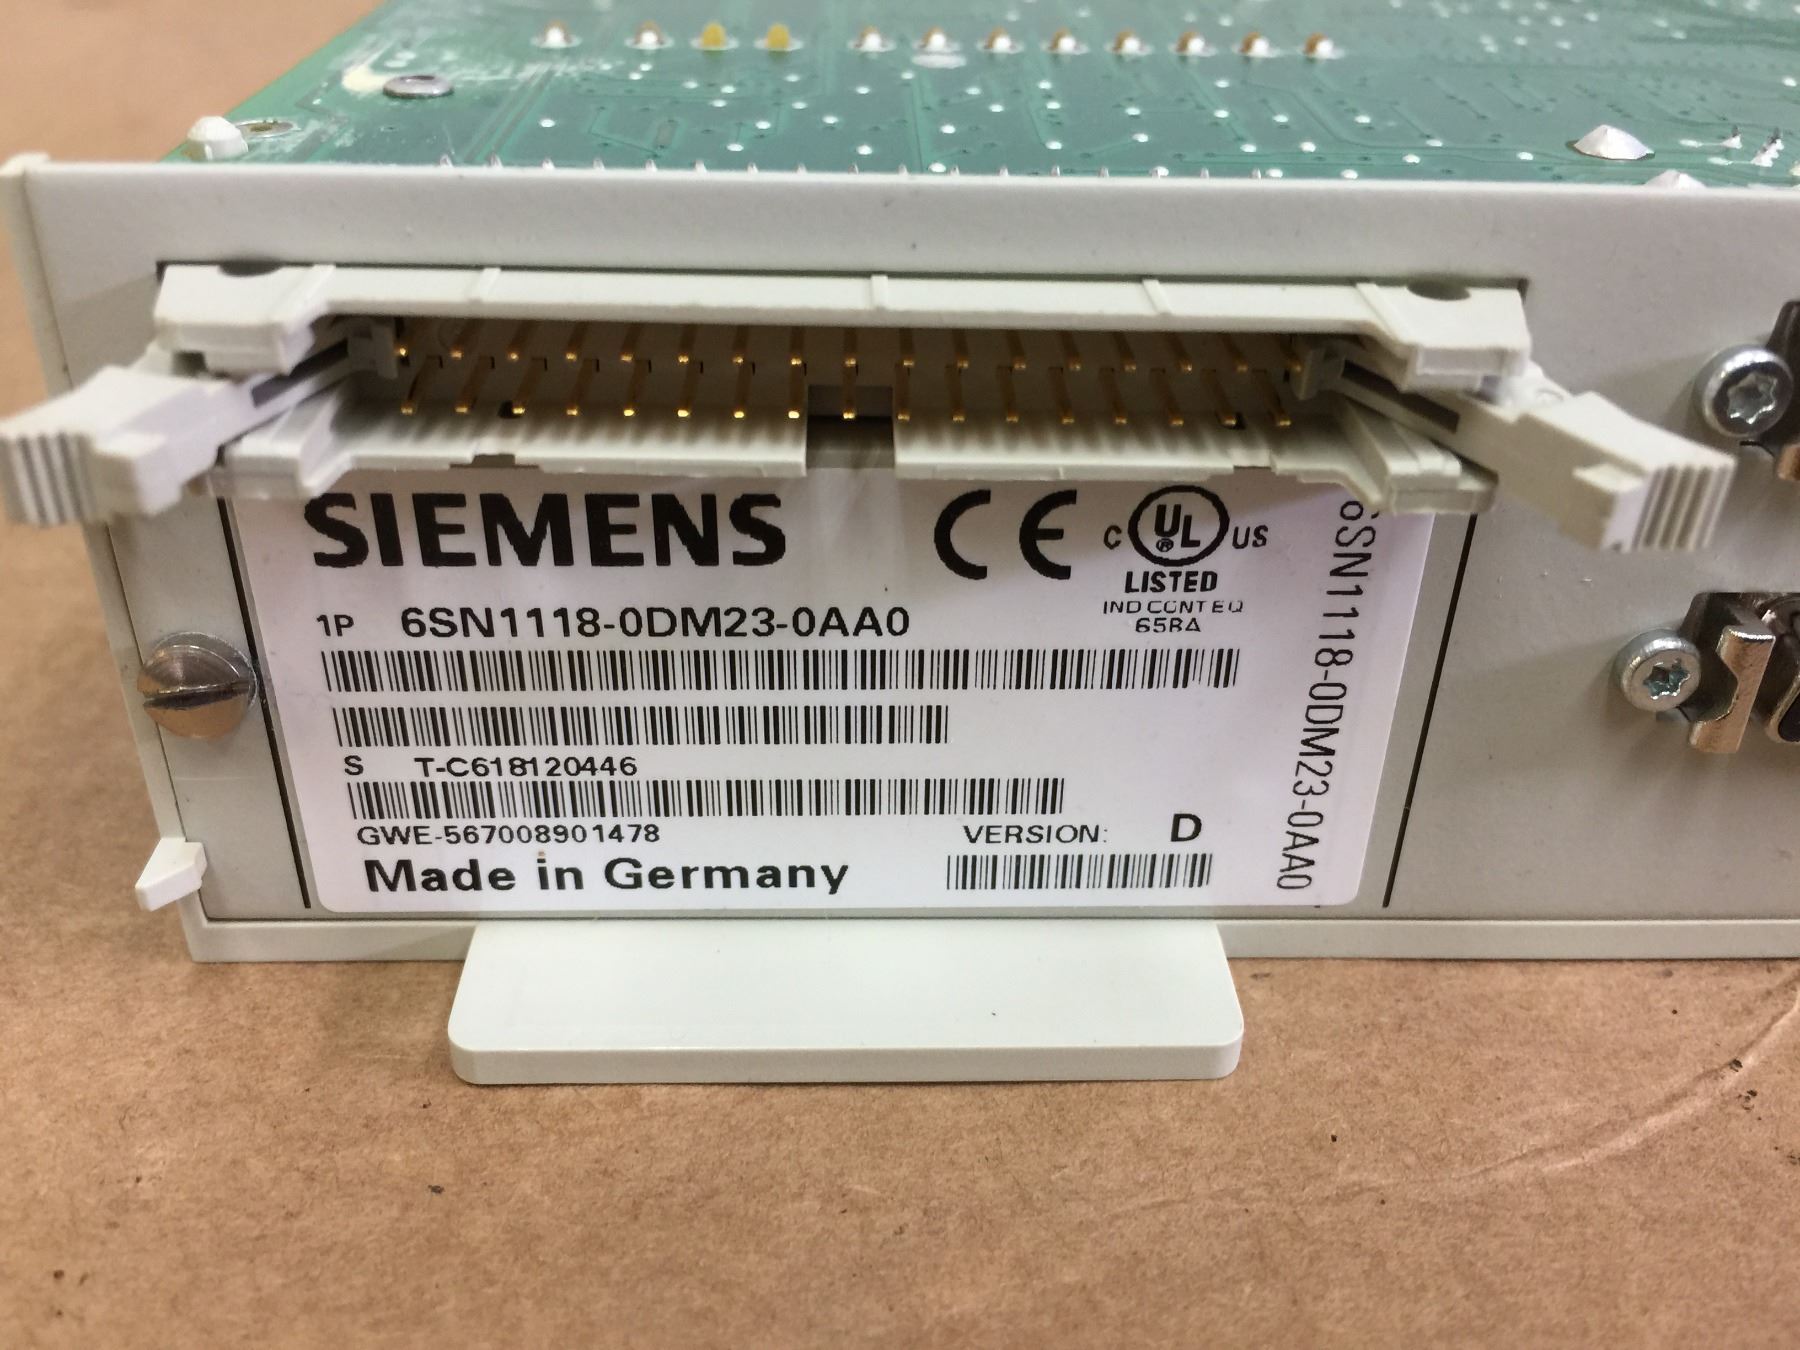 SIEMENS
CE
C UL ® US
LISTED
IND CONT EQ
65BA
1P 6SN1118-0DM23-0AA0
S T-C618120446
GWE-567008901478
VERSION: D
Made in Germany
6SN1118-0DM23-0AA0